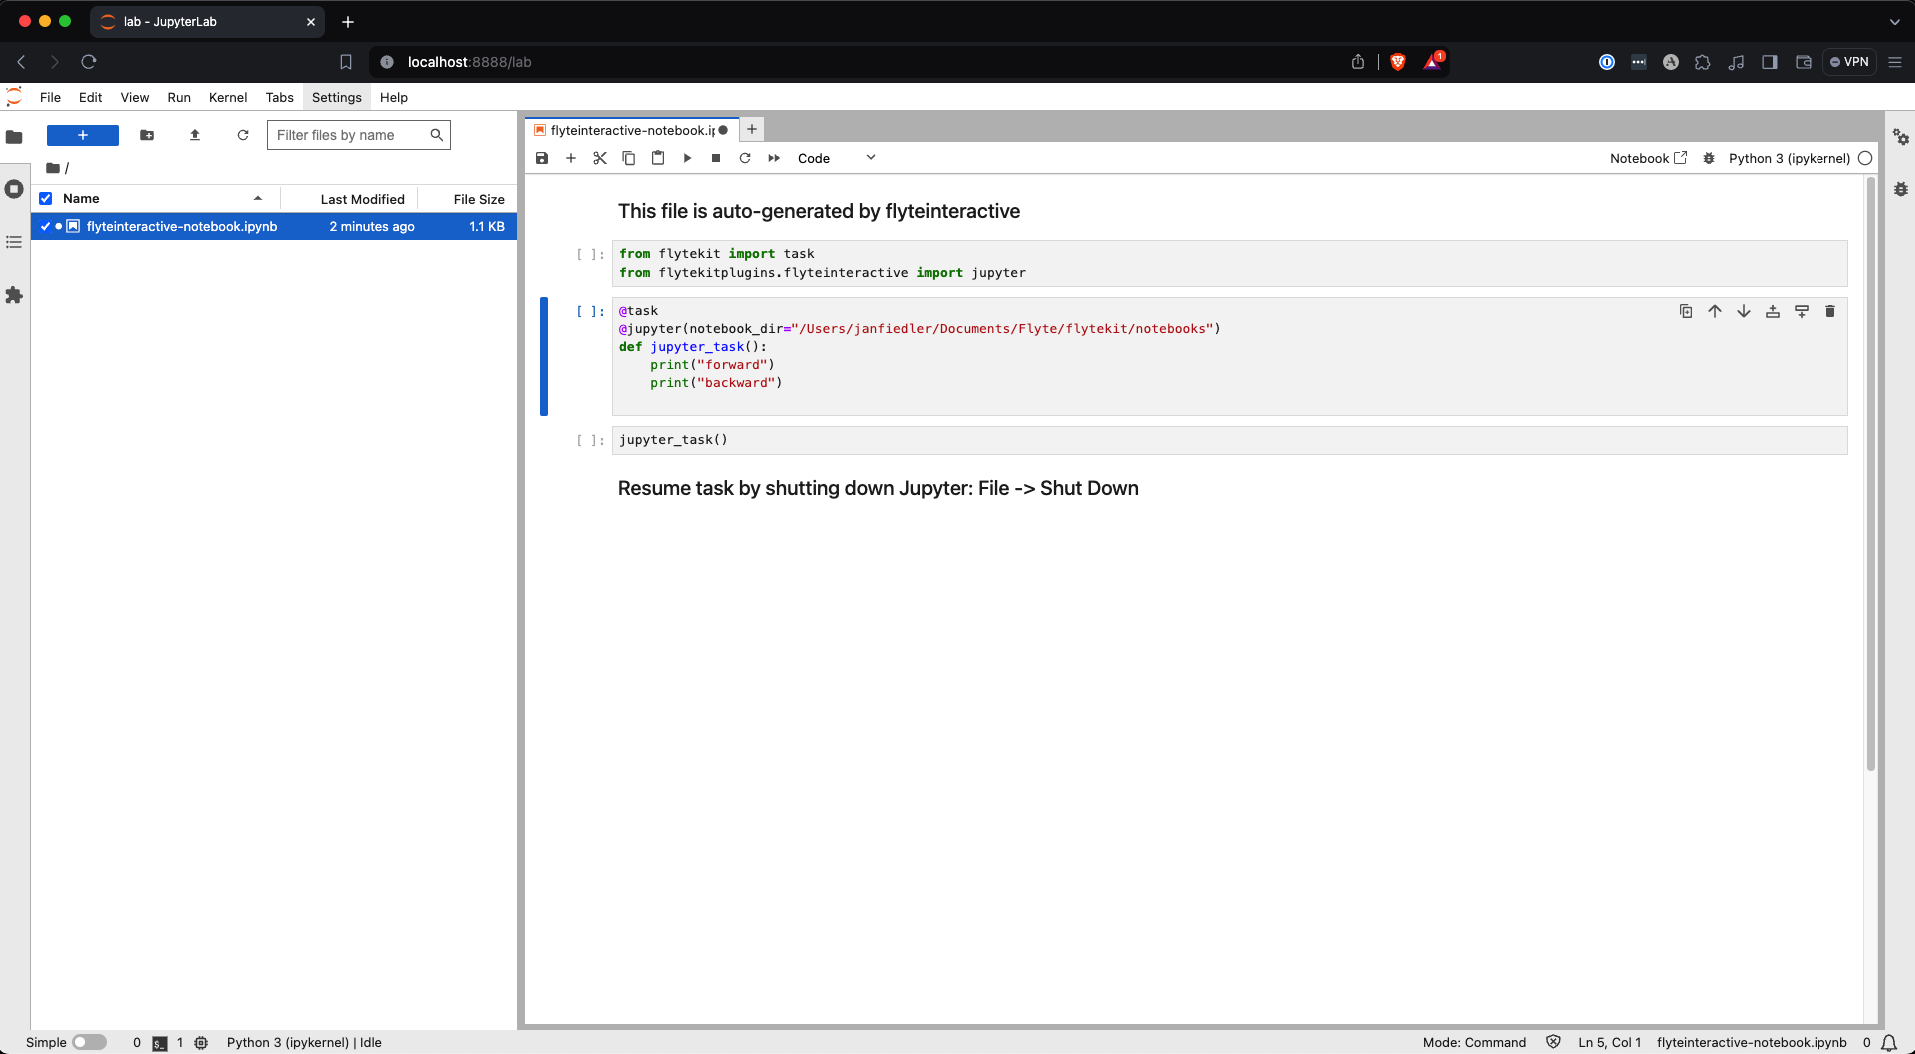 lab - JupyterLab
localhost:8888/lab
1
VPN
File Edit View Run Kernel Tabs Settings Help
Filter files by name
/
Name Last Modified File Size
flyteinteractive-notebook.ipynb 2 minutes ago 1.1 KB
flyteinteractive-notebook.ip
Code
Notebook
Python 3 (ipykernel)
This file is auto-generated by flyteinteractive
[ ]:
from flytekit import task
from flytekitplugins.flyteinteractive import jupyter
[ ]:
@task
@jupyter(notebook_dir="/Users/janfiedler/Documents/Flyte/flytekit/notebooks")
def jupyter_task():
    print("forward")
    print("backward")
[ ]:
jupyter_task()
Resume task by shutting down Jupyter: File -> Shut Down
Simple 0 $_ 1 Python 3 (ipykernel) | Idle
Mode: Command Ln 5, Col 1 flyteinteractive-notebook.ipynb 0